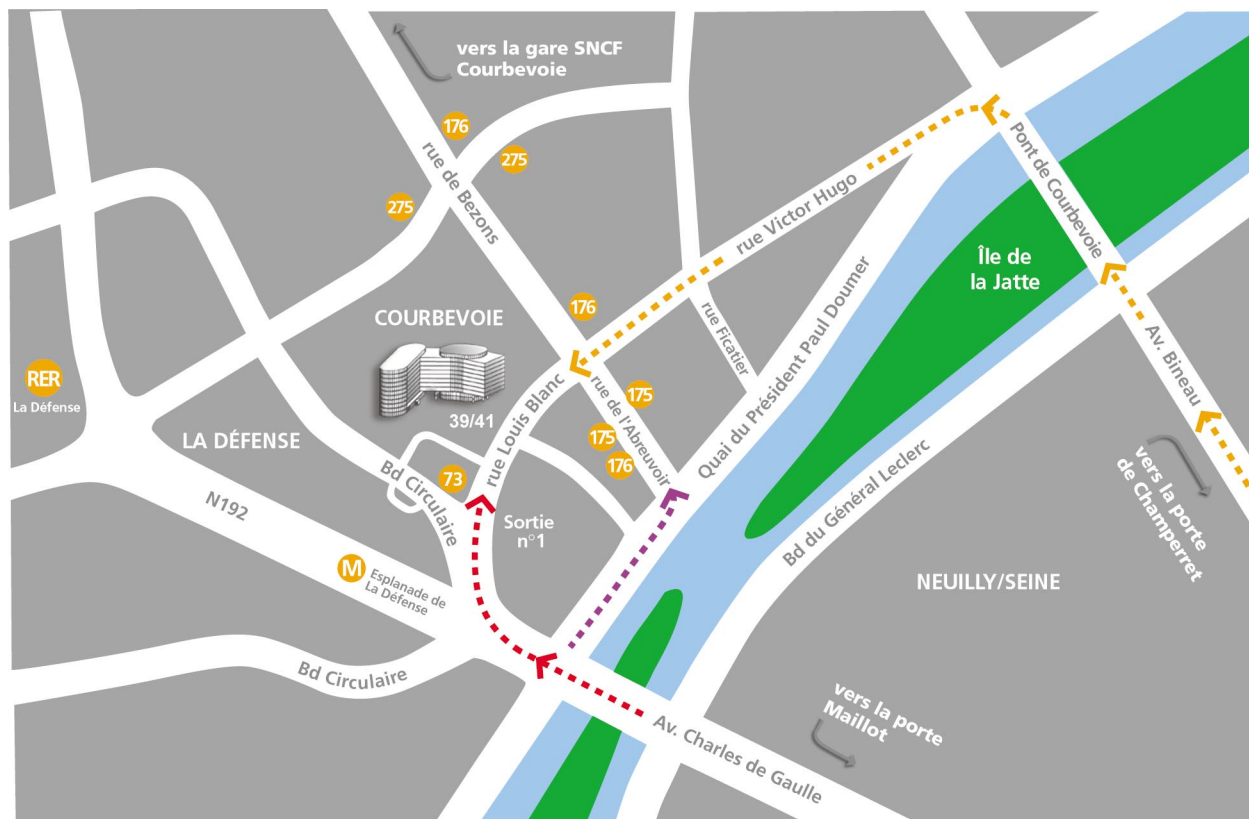 vers la gare SNCF
Courbevoie
176
275
275
rue de Bezons
Pont de Courbevoie
rue Victor Hugo
Île de
la Jatte
176
COURBEVOIE
rue Ficatier
Quai du Président Paul Doumer
Av. Bineau
RER
La Défense
39/41
rue Louis Blanc
rue de l'Abreuvoir
175
175
176
LA DÉFENSE
Bd Circulaire
73
N192
Sortie
n°1
Bd du Général Leclerc
vers la porte
de Champerret
M
Esplanade de
La Défense
NEUILLY/SEINE
Bd Circulaire
vers la porte
Maillot
Av. Charles de Gaulle